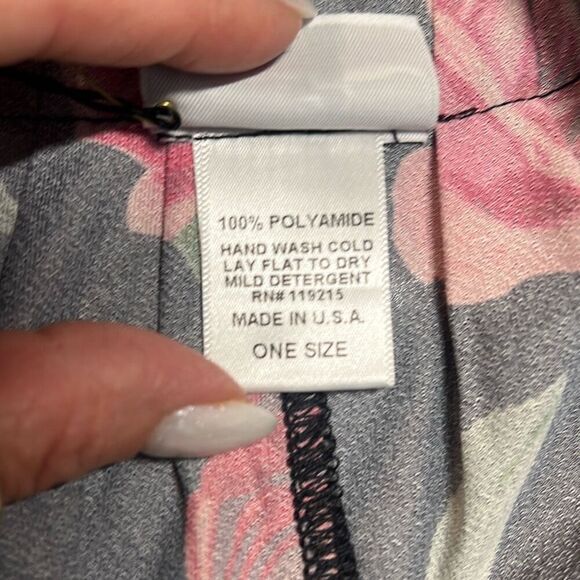 100% POLYAMIDE
HAND WASH COLD
LAY FLAT TO DRY
MILD DETERGENT
RN# 119215
MADE IN U.S.A.
ONE SIZE